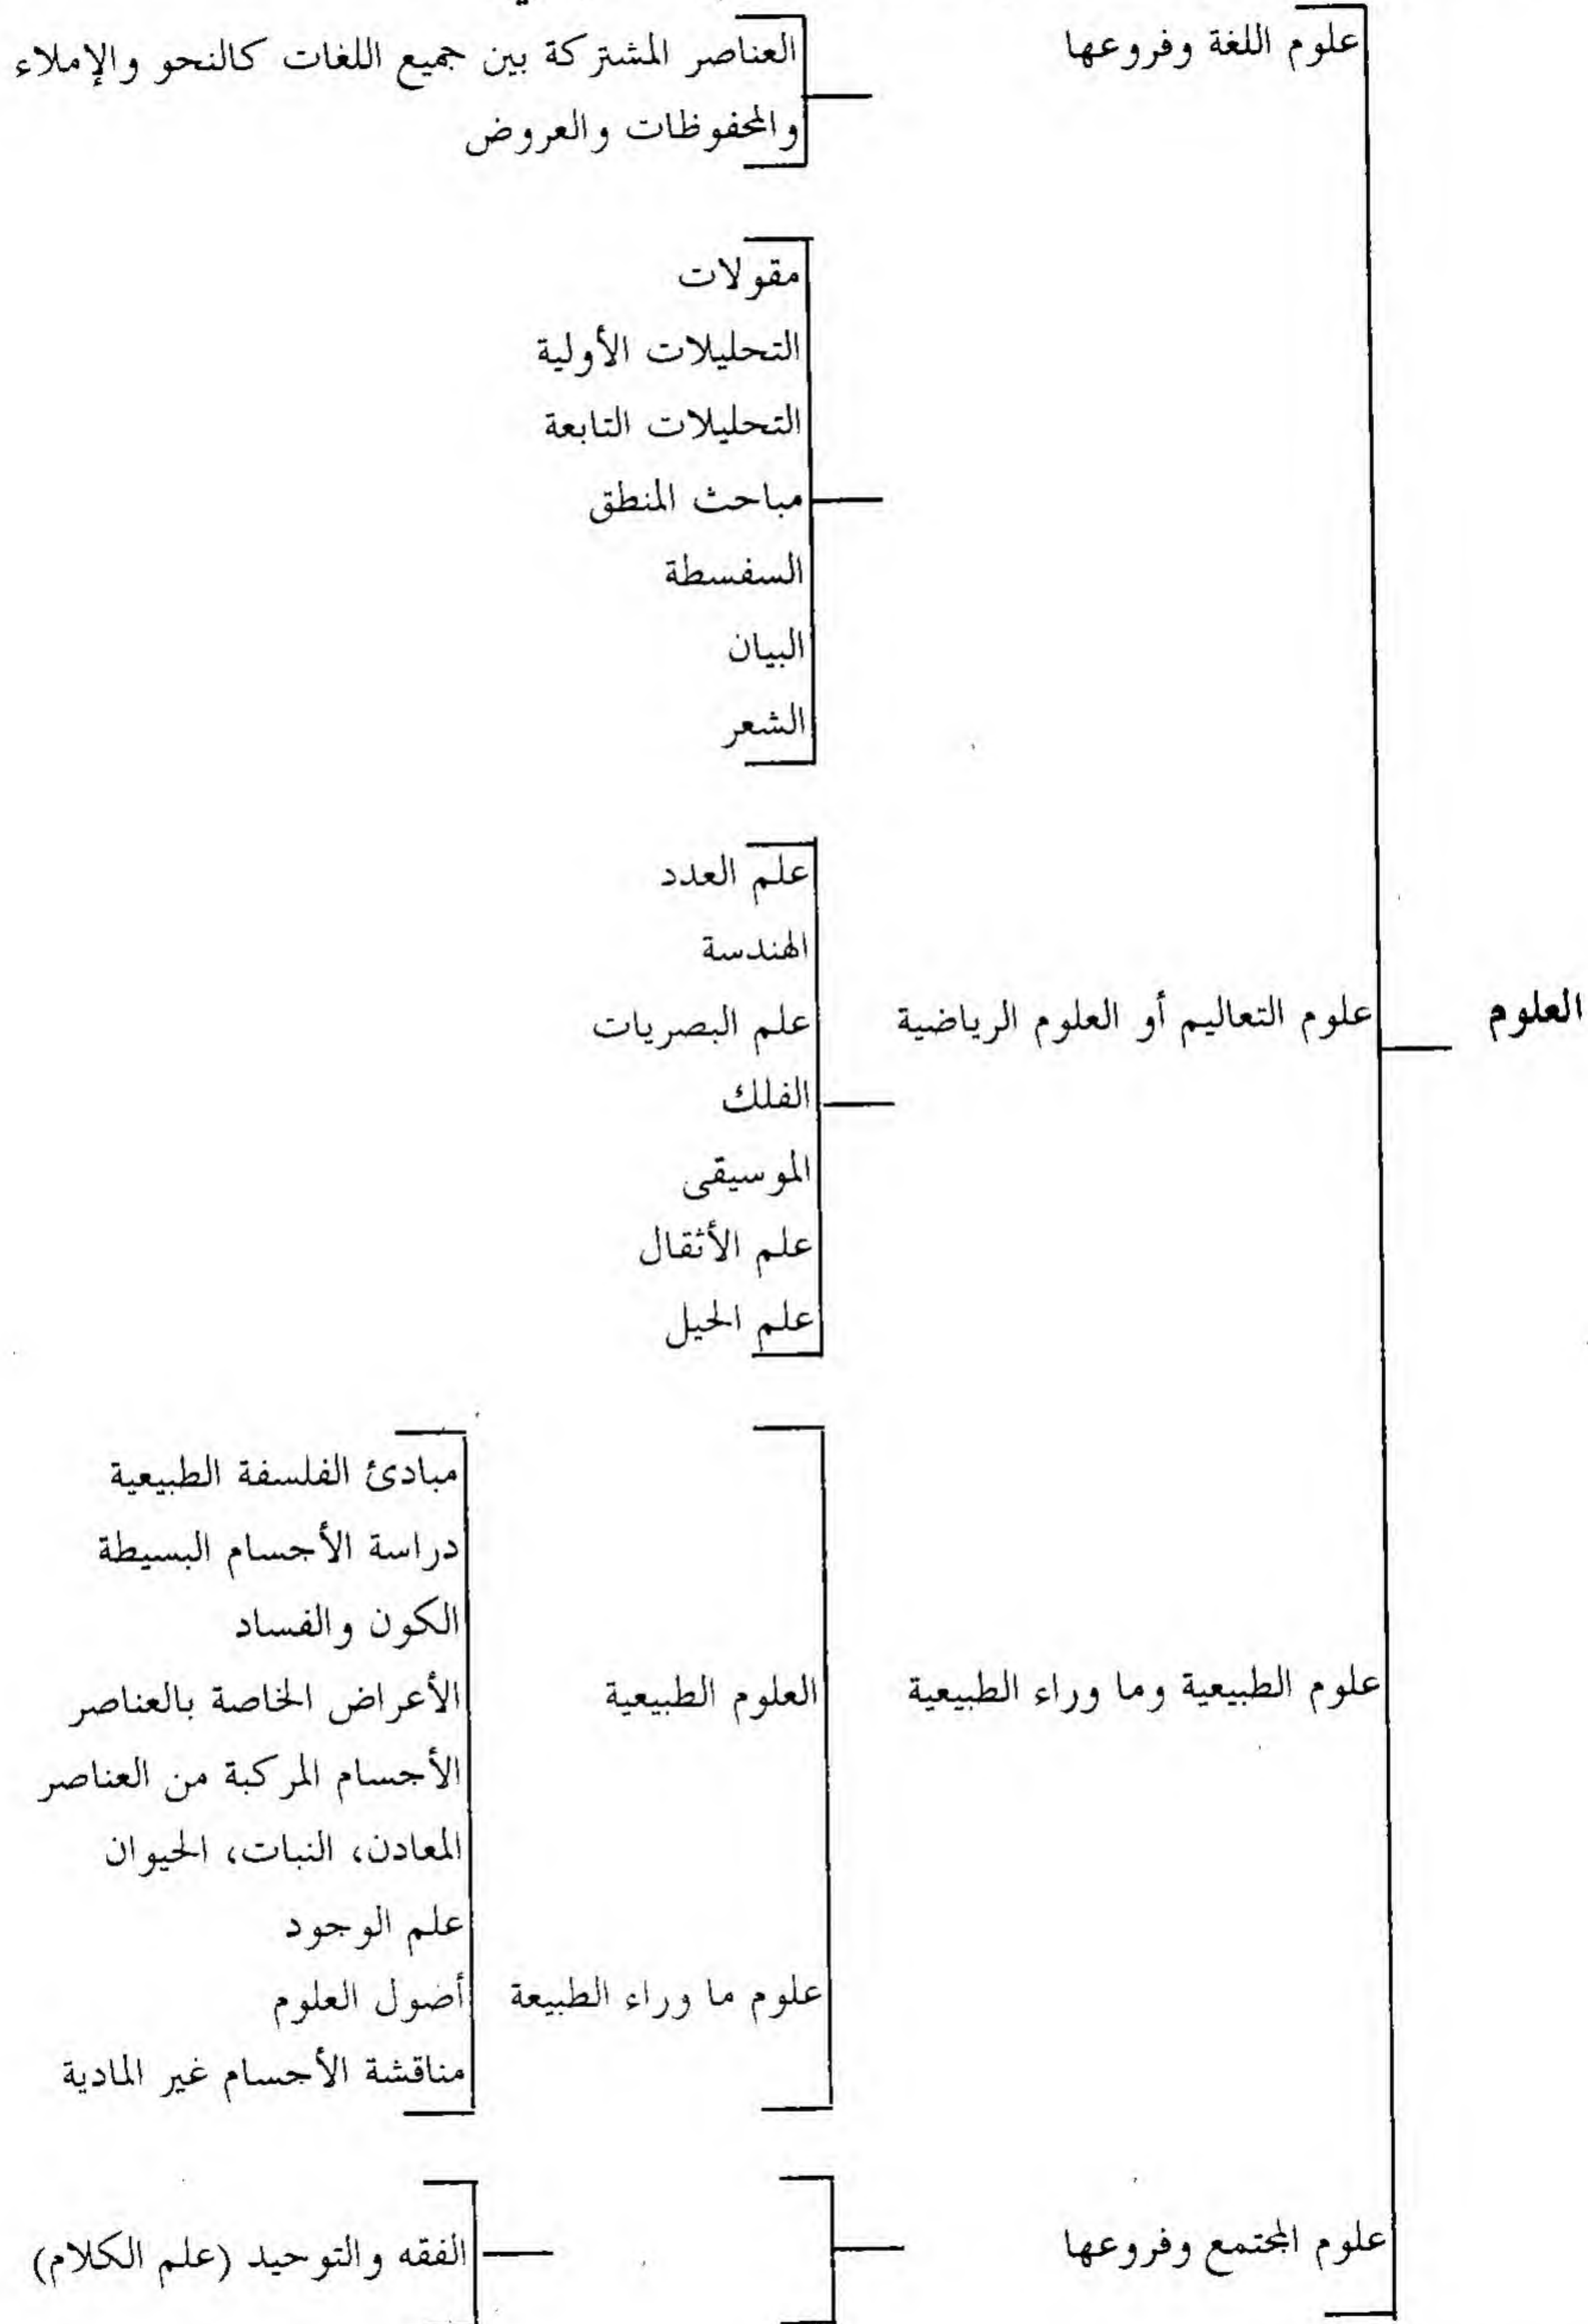 علوم اللغة وفروعها
العناصر المشتركة بين جميع اللغات كالنحو والإملاء
والمحفوظات والعروض
مقولات
التحليلات الأولية
التحليلات التابعة
مباحث المنطق
السفسطة
البيان
الشعر
العلوم
علوم التعاليم أو العلوم الرياضية
علم العدد
الهندسة
علم البصريات
الفلك
الموسيقى
علم الأثقال
علم الحيل
علوم الطبيعية وما وراء الطبيعية
العلوم الطبيعية
مبادئ الفلسفة الطبيعية
دراسة الأجسام البسيطة
الكون والفساد
الأعراض الخاصة بالعناصر
الأجسام المركبة من العناصر
المعادن، النبات، الحيوان
علوم ما وراء الطبيعة
علم الوجود
أضول العلوم
مناقشة الأجسام غير المادية
علوم المجتمع وفروعها
الفقه والتوحيد (علم الكلام)